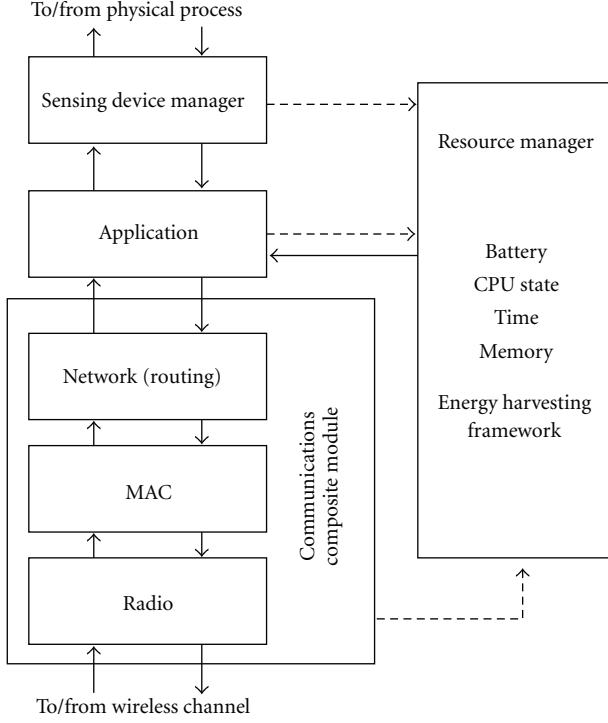 To/from physical process
Sensing device manager
Resource manager
Application
Battery
CPU state
Time
Memory
Energy harvesting
framework
Network (routing)
MAC
Radio
Communications
composite module
To/from wireless channel